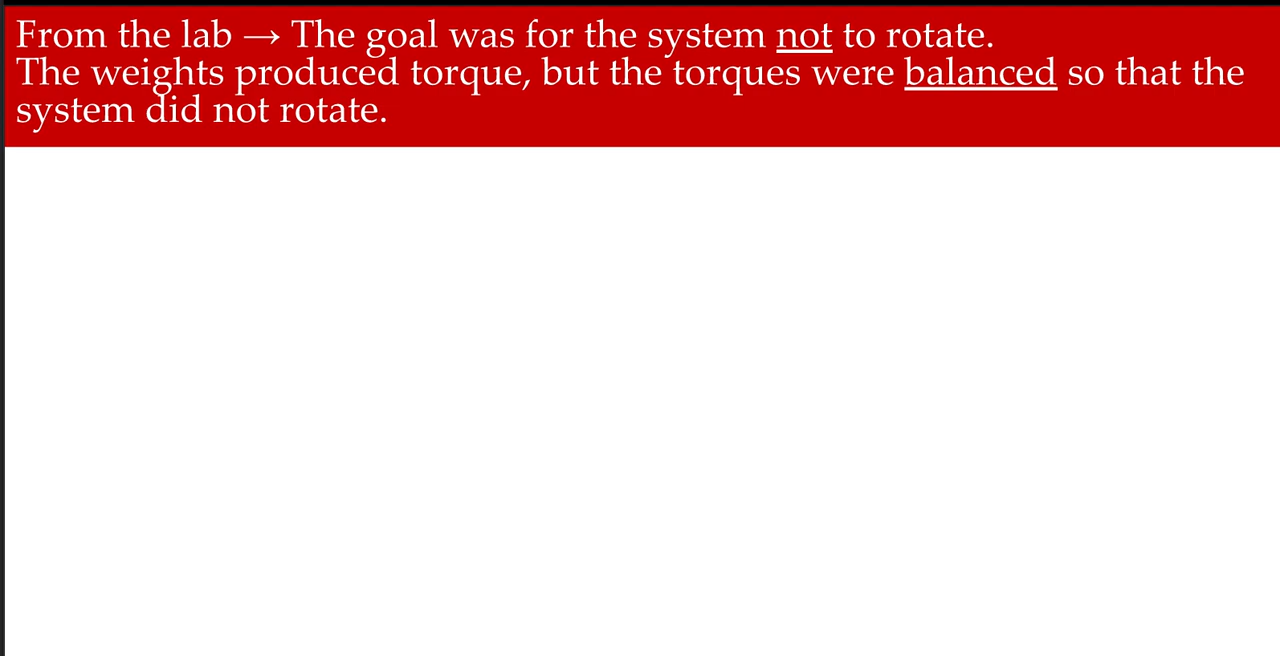 From the lab → The goal was for the system not to rotate.
The weights produced torque, but the torques were balanced so that the
system did not rotate.